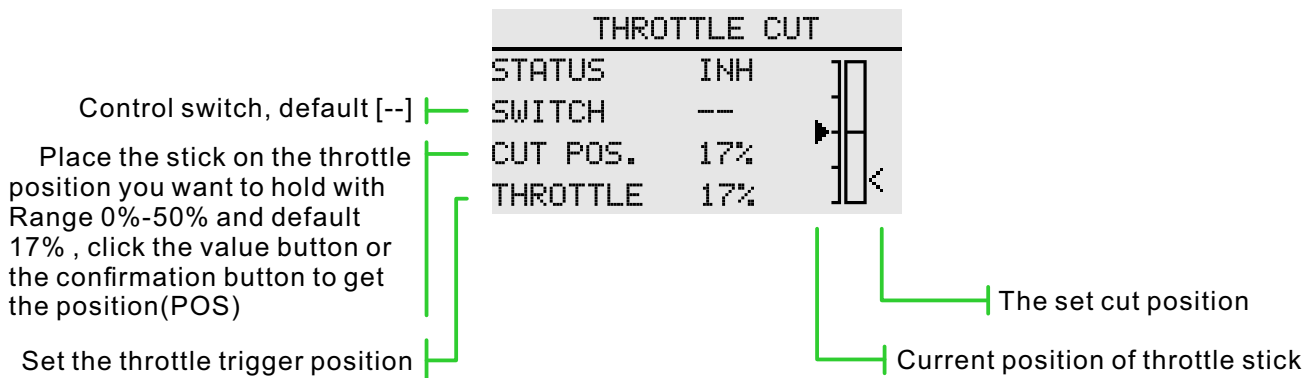 THROTTLE CUT
STATUS INH
SWITCH --
CUT POS. 17%
THROTTLE 17%
Control switch, default [--]
Place the stick on the throttle
position you want to hold with
Range 0%-50% and default
17% , click the value button or
the confirmation button to get
the position(POS)
Set the throttle trigger position
The set cut position
Current position of throttle stick